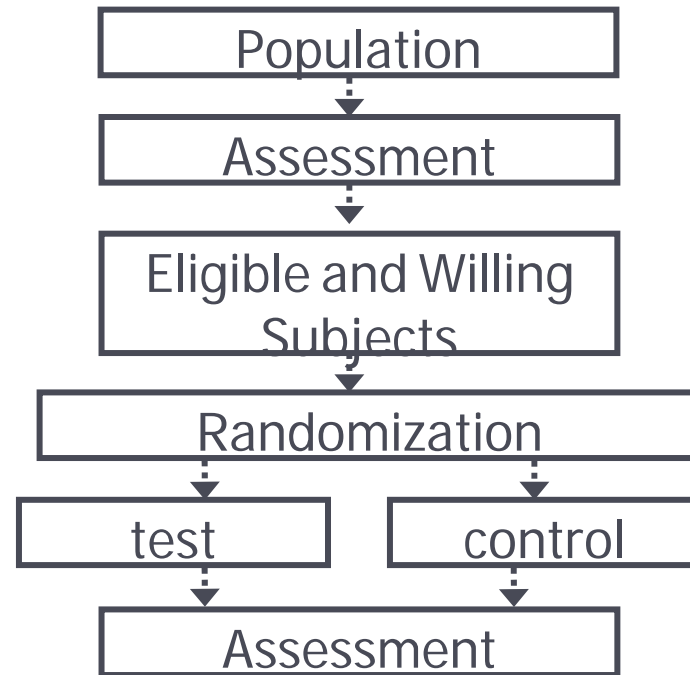 Population
Assessment
Eligible and Willing
Subjects
Randomization
test
control
Assessment